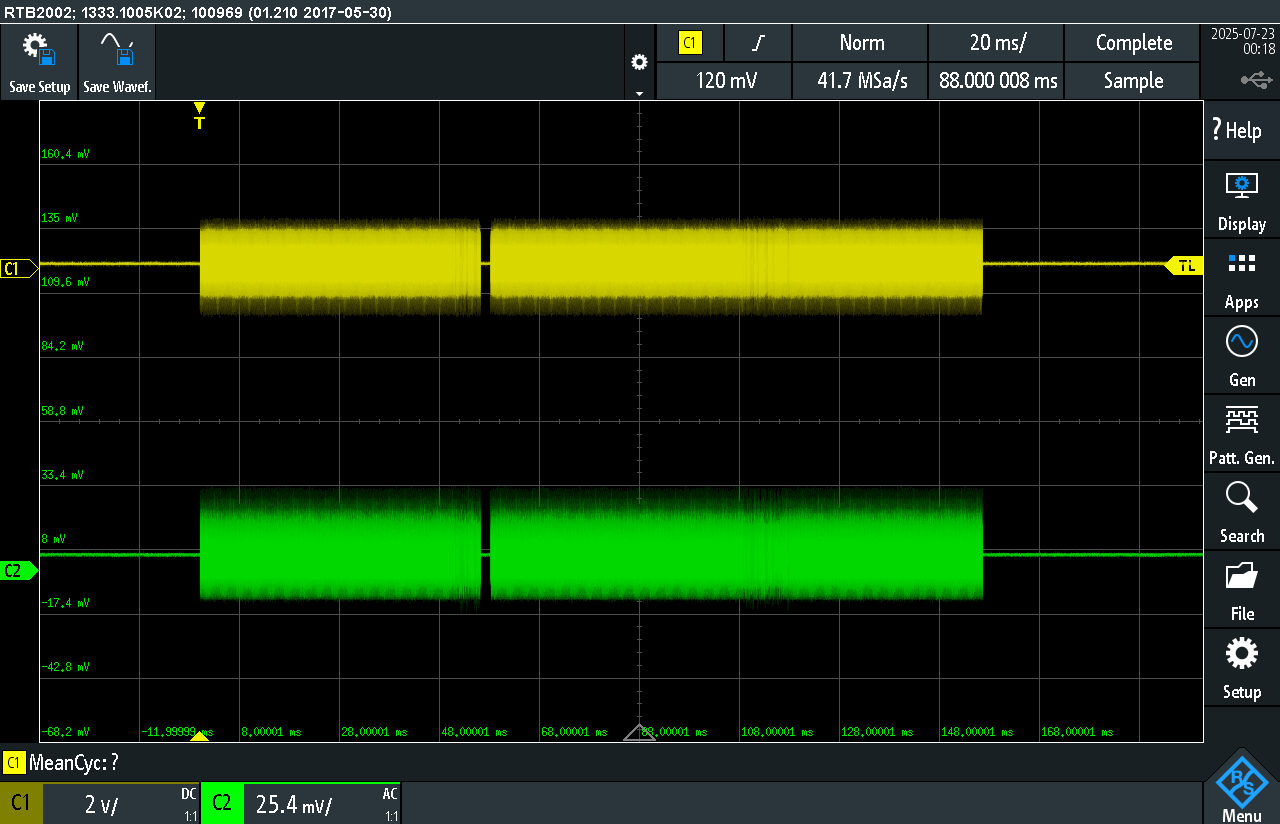 RTB2002; 1333.1005K02; 100969 (01.210 2017-05-30)
Save Setup
Save Wavef.
C1
Norm
20 ms/
Complete
120 mV
41.7 MSa/s
88.000 008 ms
Sample
2025-07-23
00:18
? Help
Display
Apps
Gen
Patt. Gen.
Search
File
Setup
Menu
T
160,4 mV
135 mV
C1
TL
109,6 mV
84,2 mV
58,8 mV
33,4 mV
8 mV
C2
-17,4 mV
-42,8 mV
-68,2 mV
-11,99999 ms
8,00001 ms
28,00001 ms
48,00001 ms
68,00001 ms
88,00001 ms
108,00001 ms
128,00001 ms
148,00001 ms
168,00001 ms
C1 MeanCyc: ?
C1
2 V/
DC
1:1
C2
25.4 mV/
AC
1:1
R&S